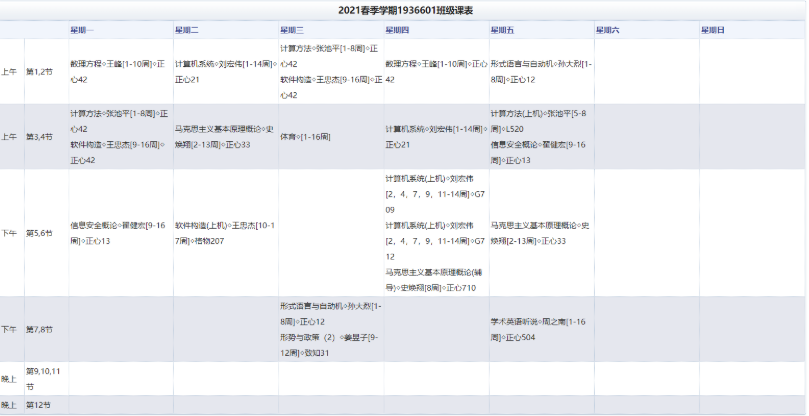 2021春季学期1936601班级课表
星期一 星期二 星期三 星期四 星期五 星期六 星期日
上午 第1,2节
数理方程◇王峰[1-10周]◇
正心42
计算机系统◇刘宏伟[1-14周]◇
正心21
计算方法◇张池平[1-8周]◇正
心42
软件构造◇王忠杰[9-16周]◇正
心42
数理方程◇王峰[1-10周]◇正心
42
形式语言与自动机◇孙大烈[1-
8周]◇正心12
上午 第3,4节
计算方法◇张池平[1-8周]◇
正心42
软件构造◇王忠杰[9-16周]◇
正心42
马克思主义基本原理概论◇史
焕翔[2-13周]◇正心33
体育◇[1-16周]
计算机系统◇刘宏伟[1-14周]◇
正心21
计算方法(上机)◇张池平[5-8
周]◇L520
信息安全概论◇翟健宏[9-16
周]◇正心13
下午 第5,6节
信息安全概论◇翟健宏[9-16
周]◇正心13
软件构造(上机)◇王忠杰[10-1
7周]◇格物207
计算机系统(上机)◇刘宏伟
[2，4，7，9，11-14周]◇G7
09
计算机系统(上机)◇刘宏伟
[2，4，7，9，11-14周]◇G7
12
马克思主义基本原理概论(辅
导)◇史焕翔[8周]◇正心710
马克思主义基本原理概论◇史
焕翔[2-13周]◇正心33
下午 第7,8节
形式语言与自动机◇孙大烈[1-
8周]◇正心12
形势与政策（2）◇姜昱子[9-
12周]◇致知31
学术英语听说◇周之南[1-16
周]◇正心504
晚上 第9,10,11
节
晚上 第12节